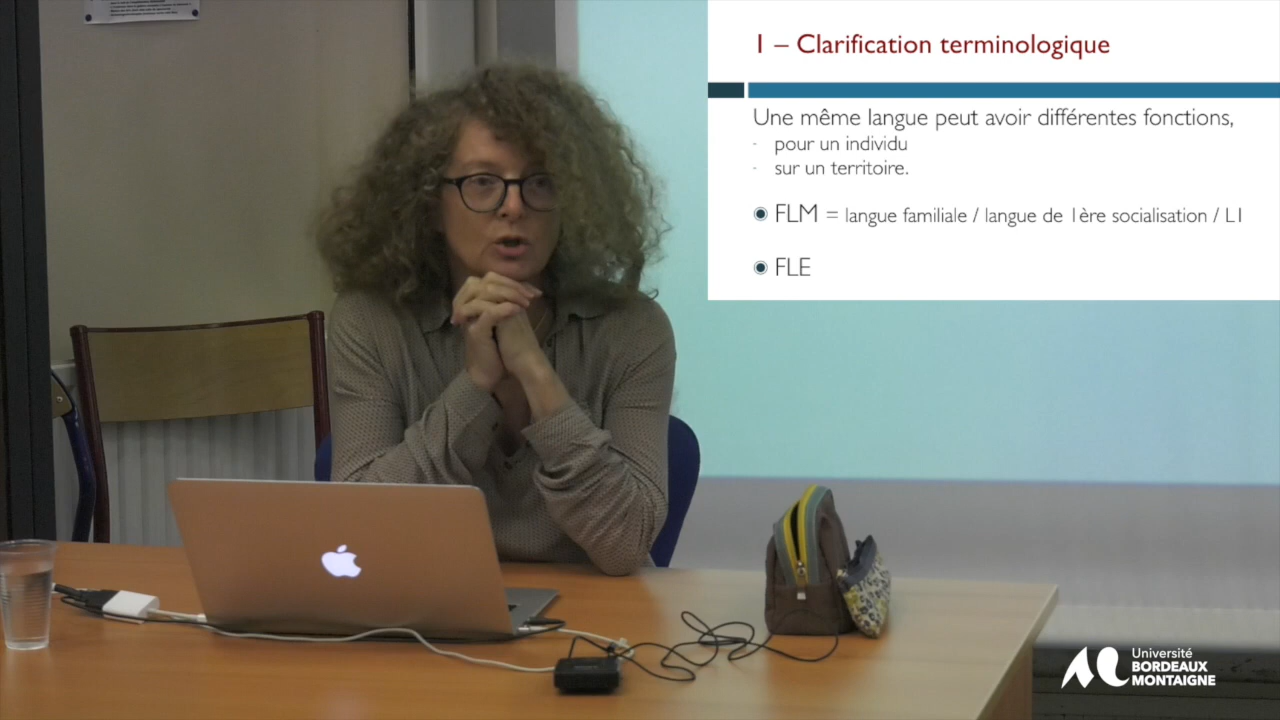 1 – Clarification terminologique
Une même langue peut avoir différentes fonctions,
- pour un individu
- sur un territoire.
FLM = langue familiale / langue de 1ère socialisation / L1
FLE
Université
BORDEAUX
MONTAIGNE